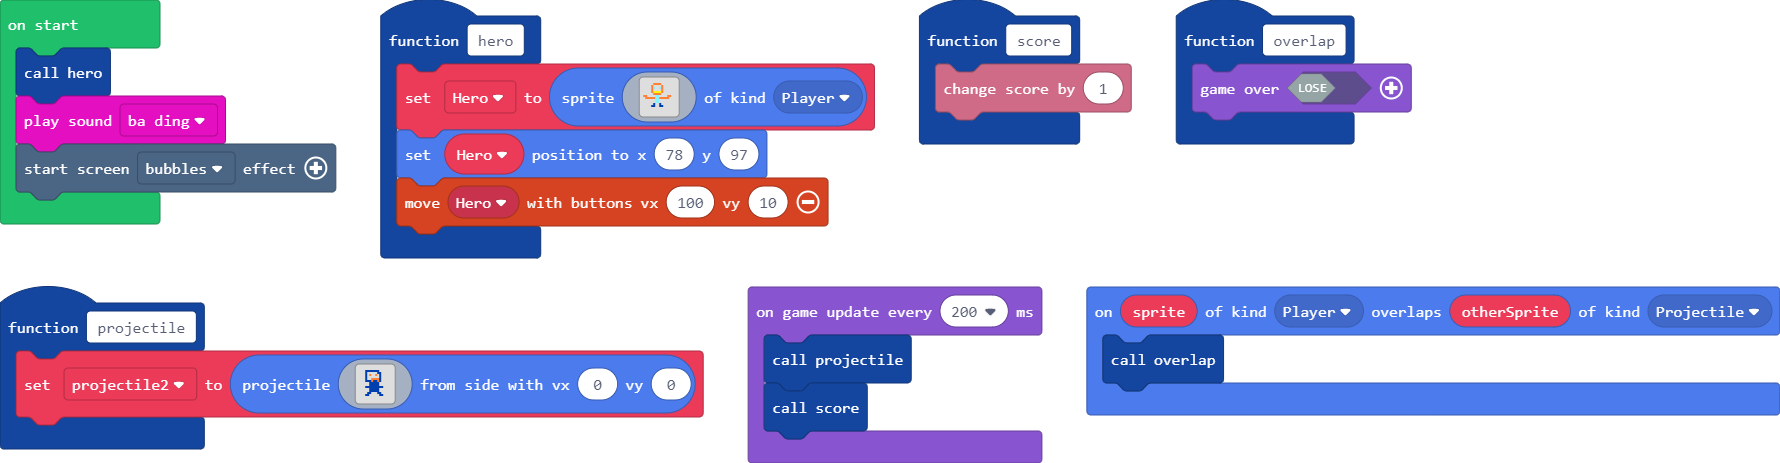 on start
call hero
play sound ba ding
start screen bubbles effect
function hero
set Hero to sprite of kind Player
set Hero position to x 78 y 97
move Hero with buttons vx 100 vy 10
function score
change score by 1
function overlap
game over LOSE
function projectile
set projectile2 to projectile from side with vx 0 vy 0
on game update every 200 ms
call projectile
call score
on sprite of kind Player overlaps otherSprite of kind Projectile
call overlap